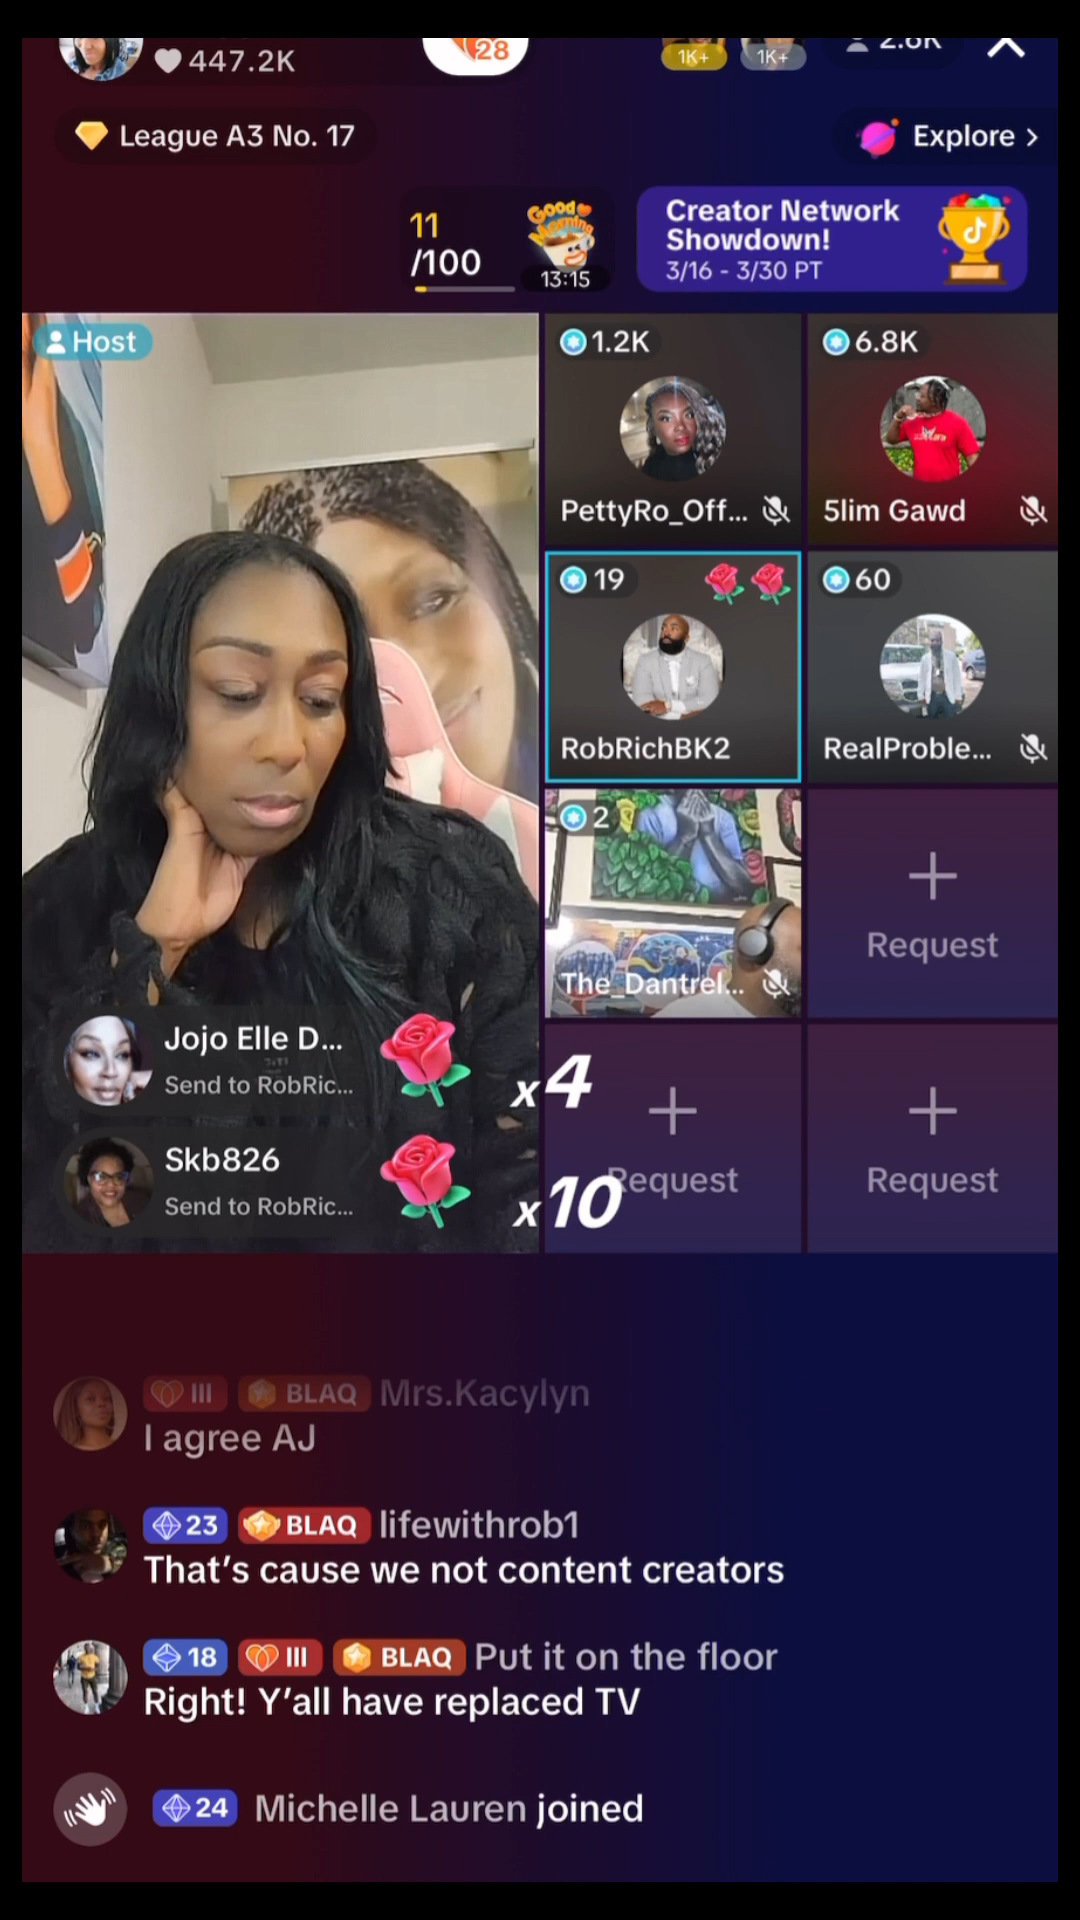 447.2K
28
1K+
1K+
2.6K
League A3 No. 17
Explore >
11
/100
Good
Morning
13:15
Creator Network
Showdown!
3/16 - 3/30 PT
Host
1.2K
6.8K
PettyRo_Off...
5lim Gawd
19
60
RobRichBK2
RealProble...
2
The_Dantrel...
Request
Jojo Elle D...
Send to RobRic...
x4
Skb826
Send to RobRic...
x10
Request
Request
III BLAQ Mrs.Kacylyn
I agree AJ
23 BLAQ lifewithrob1
That's cause we not content creators
18 III BLAQ Put it on the floor
Right! Y'all have replaced TV
24 Michelle Lauren joined